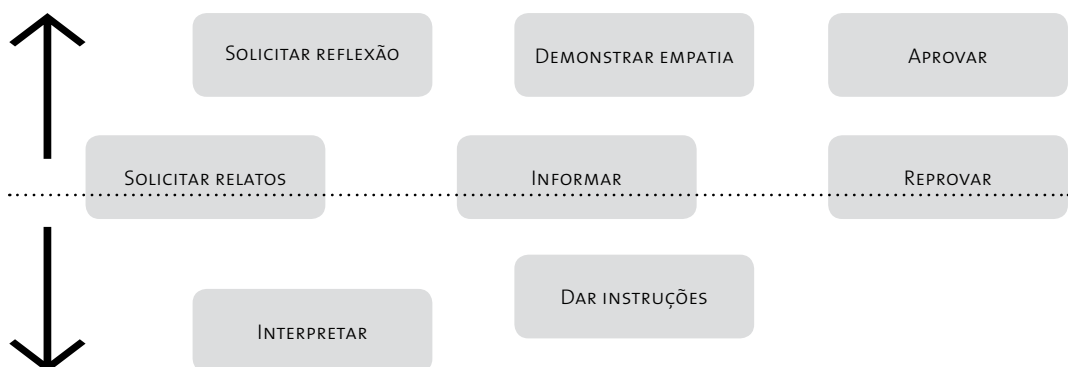 SOLICITAR REFLEXÃO
DEMONSTRAR EMPATIA
APROVAR
SOLICITAR RELATOS
INFORMAR
REPROVAR
DAR INSTRUÇÕES
INTERPRETAR